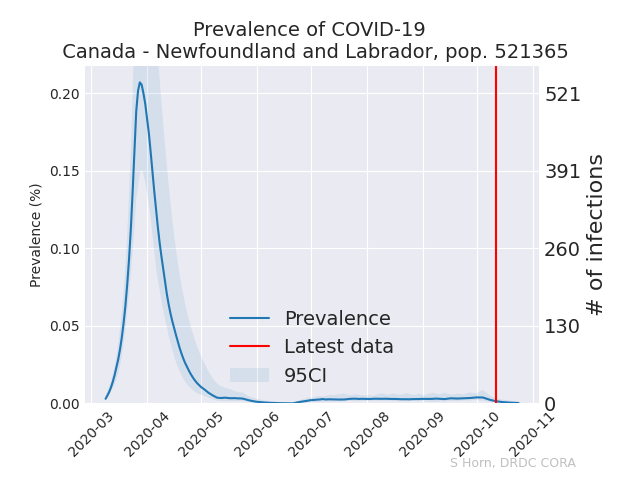 Prevalence of COVID-19
Canada - Newfoundland and Labrador, pop. 521365
0.20
0.15
0.10
0.05
0.00
Prevalence (%)
521
391
260
130
0
# of infections
Prevalence
Latest data
95CI
2020-03
2020-04
2020-05
2020-06
2020-07
2020-08
2020-09
2020-10
2020-11
S Horn, DRDC CORA